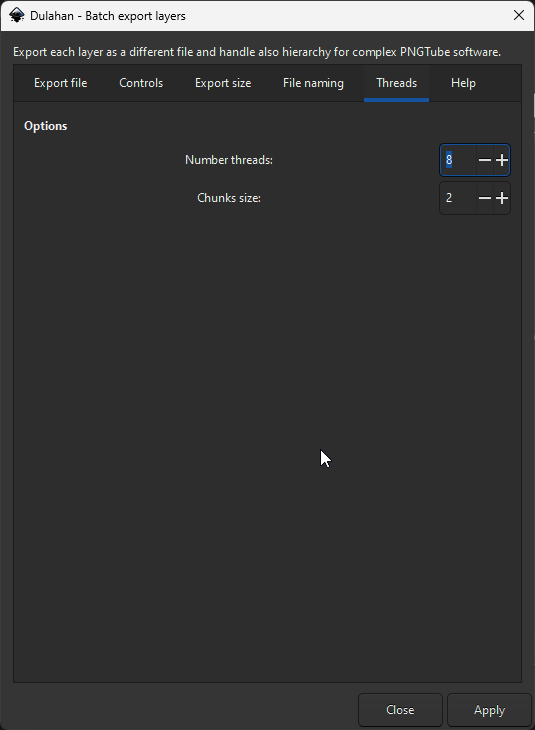 Dulahan - Batch export layers
Export each layer as a different file and handle also hierarchy for complex PNGTube software.
Export file Controls Export size File naming Threads Help
Options
Number threads: 8
Chunks size: 2
Close Apply